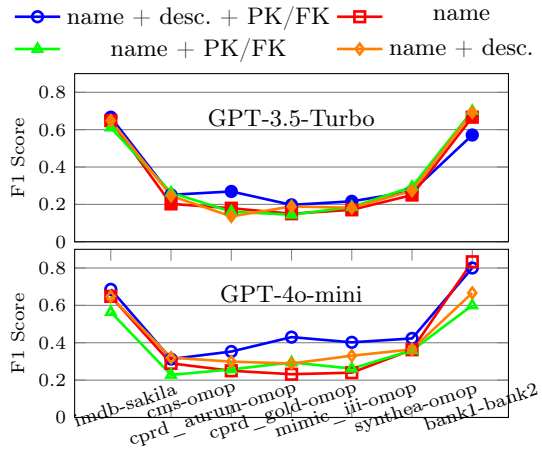 name + desc. + PK/FK name
name + PK/FK name + desc.
0.8
GPT-3.5-Turbo
0.6
F1 Score
0.4
0.2
0
0.8
GPT-4o-mini
0.6
F1 Score
0.4
0.2
0
imdb-sakila
cms-omop
cprd_aurum-omop
cprd_gold-omop
mimic_iii-omop
synthea-omop
bank1-bank2